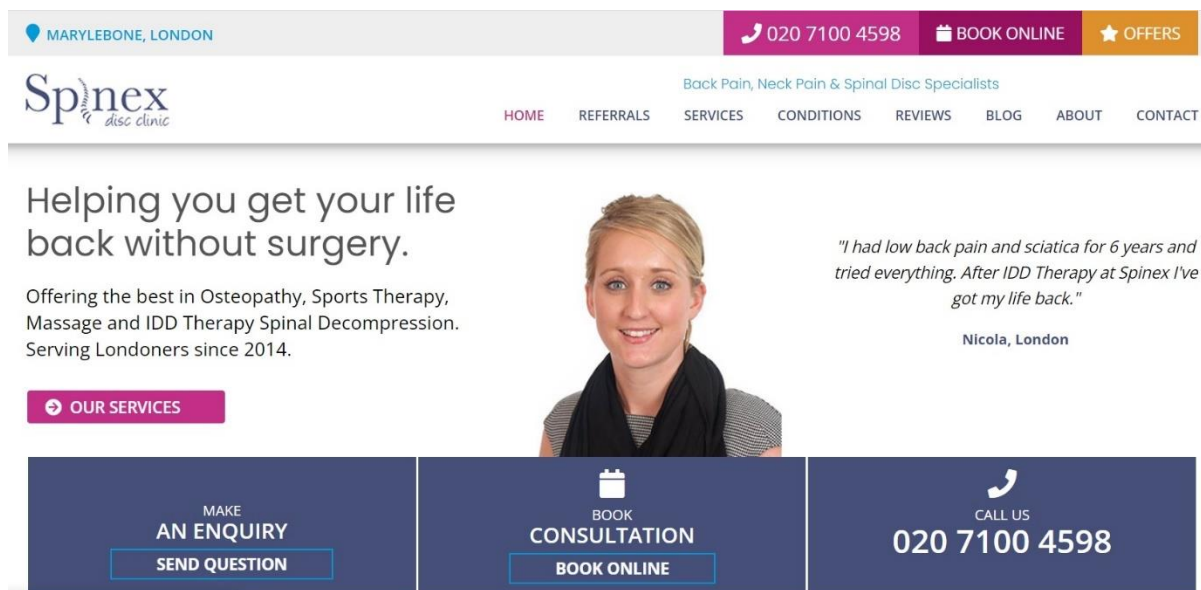 MARYLEBONE, LONDON
020 7100 4598
BOOK ONLINE
OFFERS
Spinex
disc clinic
Back Pain, Neck Pain & Spinal Disc Specialists
HOME REFERRALS SERVICES CONDITIONS REVIEWS BLOG ABOUT CONTACT
Helping you get your life
back without surgery.
Offering the best in Osteopathy, Sports Therapy,
Massage and IDD Therapy Spinal Decompression.
Serving Londoners since 2014.
OUR SERVICES
"I had low back pain and sciatica for 6 years and
tried everything. After IDD Therapy at Spinex I've
got my life back."
Nicola, London
MAKE
AN ENQUIRY
SEND QUESTION
BOOK
CONSULTATION
BOOK ONLINE
CALL US
020 7100 4598